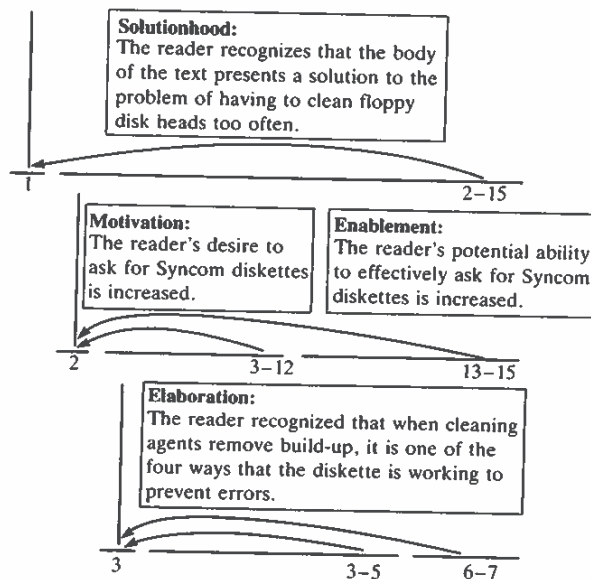 Solutionhood:
The reader recognizes that the body
of the text presents a solution to the
problem of having to clean floppy
disk heads too often.
1
2–15
Motivation:
The reader's desire to
ask for Syncom diskettes
is increased.
Enablement:
The reader's potential ability
to effectively ask for Syncom
diskettes is increased.
2
3–12
13–15
Elaboration:
The reader recognized that when cleaning
agents remove build-up, it is one of the
four ways that the diskette is working to
prevent errors.
3
3–5
6–7